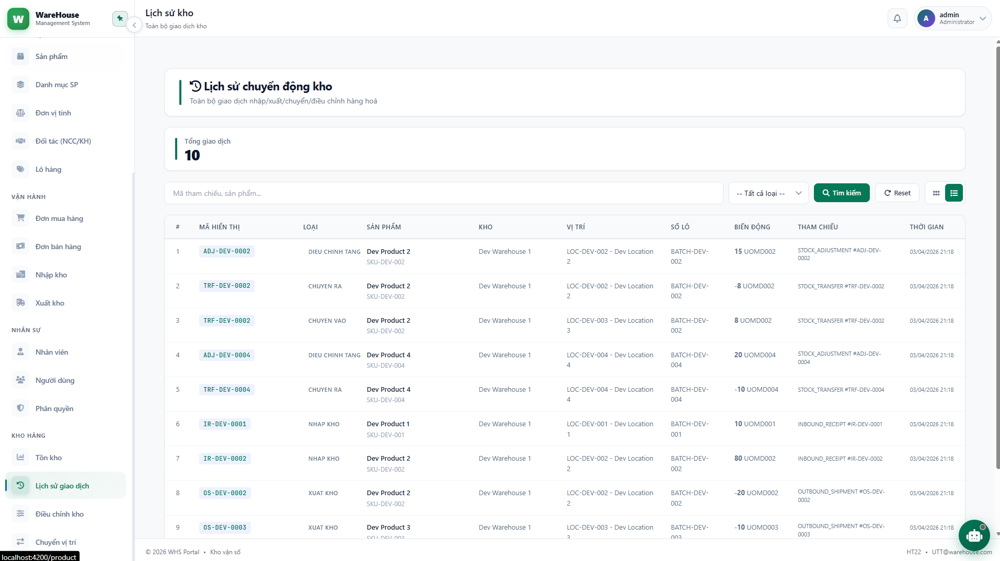 W
WareHouse
Management System
Lịch sử kho
Toàn bộ giao dịch kho
A
admin
Administrator
Sản phẩm
Danh mục SP
Đơn vị tính
Đối tác (NCC/KH)
Lô hàng
VẬN HÀNH
Đơn mua hàng
Đơn bán hàng
Nhập kho
Xuất kho
NHÂN SỰ
Nhân viên
Người dùng
Phân quyền
KHO HÀNG
Tồn kho
Lịch sử giao dịch
Điều chỉnh kho
Chuyển vị trí
localhost:4200/product
Lịch sử chuyển động kho
Toàn bộ giao dịch nhập/xuất/chuyển/điều chỉnh hàng hoá
Tổng giao dịch
10
Mã tham chiếu, sản phẩm...
-- Tất cả loại --
Tìm kiếm
Reset
# MÃ HIỂN THỊ LOẠI SẢN PHẨM KHO VỊ TRÍ SỐ LÔ BIẾN ĐỘNG THAM CHIẾU THỜI GIAN
1 ADJ-DEV-0002 DIEU CHINH TANG Dev Product 2 Dev Warehouse 1 LOC-DEV-002 - Dev Location BATCH-DEV- 15 UOMD002 STOCK_ADJUSTMENT #ADJ-DEV- 03/04/2026 21:18
SKU-DEV-002 2 002 0002
2 TRF-DEV-0002 CHUYEN RA Dev Product 2 Dev Warehouse 1 LOC-DEV-002 - Dev Location BATCH-DEV- -8 UOMD002 STOCK_TRANSFER #TRF-DEV-0002 03/04/2026 21:18
SKU-DEV-002 2 002
3 TRF-DEV-0002 CHUYEN VAO Dev Product 2 Dev Warehouse 1 LOC-DEV-003 - Dev Location BATCH-DEV- 8 UOMD002 STOCK_TRANSFER #TRF-DEV-0002 03/04/2026 21:18
SKU-DEV-002 3 002
4 ADJ-DEV-0004 DIEU CHINH TANG Dev Product 4 Dev Warehouse 1 LOC-DEV-004 - Dev Location BATCH-DEV- 20 UOMD004 STOCK_ADJUSTMENT #ADJ-DEV- 03/04/2026 21:18
SKU-DEV-004 4 004 0004
5 TRF-DEV-0004 CHUYEN RA Dev Product 4 Dev Warehouse 1 LOC-DEV-004 - Dev Location BATCH-DEV- -10 UOMD004 STOCK_TRANSFER #TRF-DEV-0004 03/04/2026 21:18
SKU-DEV-004 4 004
6 IR-DEV-0001 NHAP KHO Dev Product 1 Dev Warehouse 1 LOC-DEV-001 - Dev Location BATCH-DEV- 10 UOMD001 INBOUND_RECEIPT #IR-DEV-0001 03/04/2026 21:18
SKU-DEV-001 1 001
7 IR-DEV-0002 NHAP KHO Dev Product 2 Dev Warehouse 1 LOC-DEV-002 - Dev Location BATCH-DEV- 80 UOMD002 INBOUND_RECEIPT #IR-DEV-0002 03/04/2026 21:18
SKU-DEV-002 2 002
8 OS-DEV-0002 XUAT KHO Dev Product 2 Dev Warehouse 1 LOC-DEV-002 - Dev Location BATCH-DEV- -20 UOMD002 OUTBOUND_SHIPMENT #OS-DEV- 03/04/2026 21:18
SKU-DEV-002 2 002 0002
9 OS-DEV-0003 XUAT KHO Dev Product 3 Dev Warehouse 1 LOC-DEV-003 - Dev Location BATCH-DEV- -10 UOMD003 OUTBOUND_SHIPMENT #OS-DEV- 03/04/2026 21:18
SKU-DEV-003 3 003 0003
© 2026 WHS Portal • Kho vận số
HT22 • UTT@warehouse.com